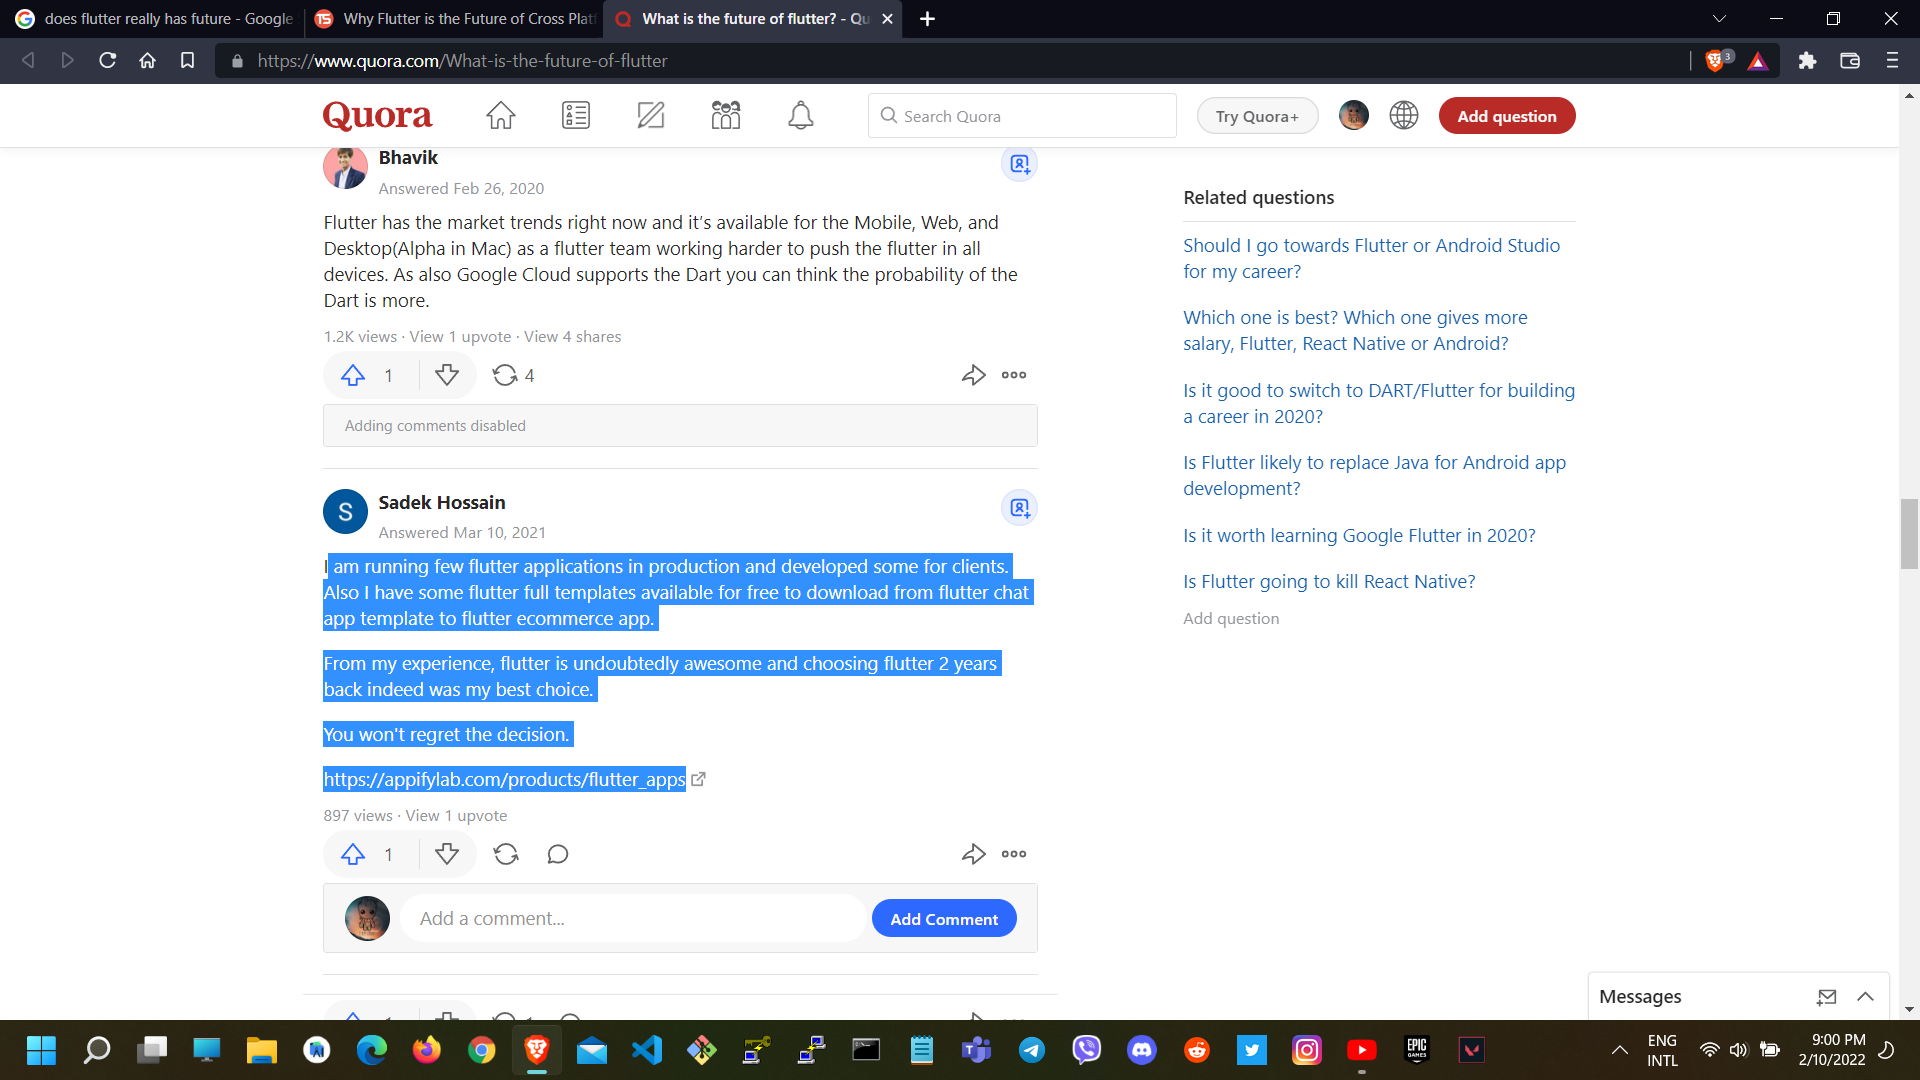 does flutter really has future - Google
Why Flutter is the Future of Cross Plat
What is the future of flutter? - Qu
https://www.quora.com/What-is-the-future-of-flutter
3
Quora
Search Quora
Try Quora+
Add question
Bhavik
Answered Feb 26, 2020
Flutter has the market trends right now and it’s available for the Mobile, Web, and
Desktop(Alpha in Mac) as a flutter team working harder to push the flutter in all
devices. As also Google Cloud supports the Dart you can think the probability of the
Dart is more.
1.2K views · View 1 upvote · View 4 shares
1
4
Adding comments disabled
Sadek Hossain
Answered Mar 10, 2021
I am running few flutter applications in production and developed some for clients.
Also I have some flutter full templates available for free to download from flutter chat
app template to flutter ecommerce app.
From my experience, flutter is undoubtedly awesome and choosing flutter 2 years
back indeed was my best choice.
You won't regret the decision.
https://appifylab.com/products/flutter_apps
897 views · View 1 upvote
1
Add a comment...
Add Comment
Related questions
Should I go towards Flutter or Android Studio
for my career?
Which one is best? Which one gives more
salary, Flutter, React Native or Android?
Is it good to switch to DART/Flutter for building
a career in 2020?
Is Flutter likely to replace Java for Android app
development?
Is it worth learning Google Flutter in 2020?
Is Flutter going to kill React Native?
Add question
Messages
EPIC
GAMES
ENG
INTL
9:00 PM
2/10/2022